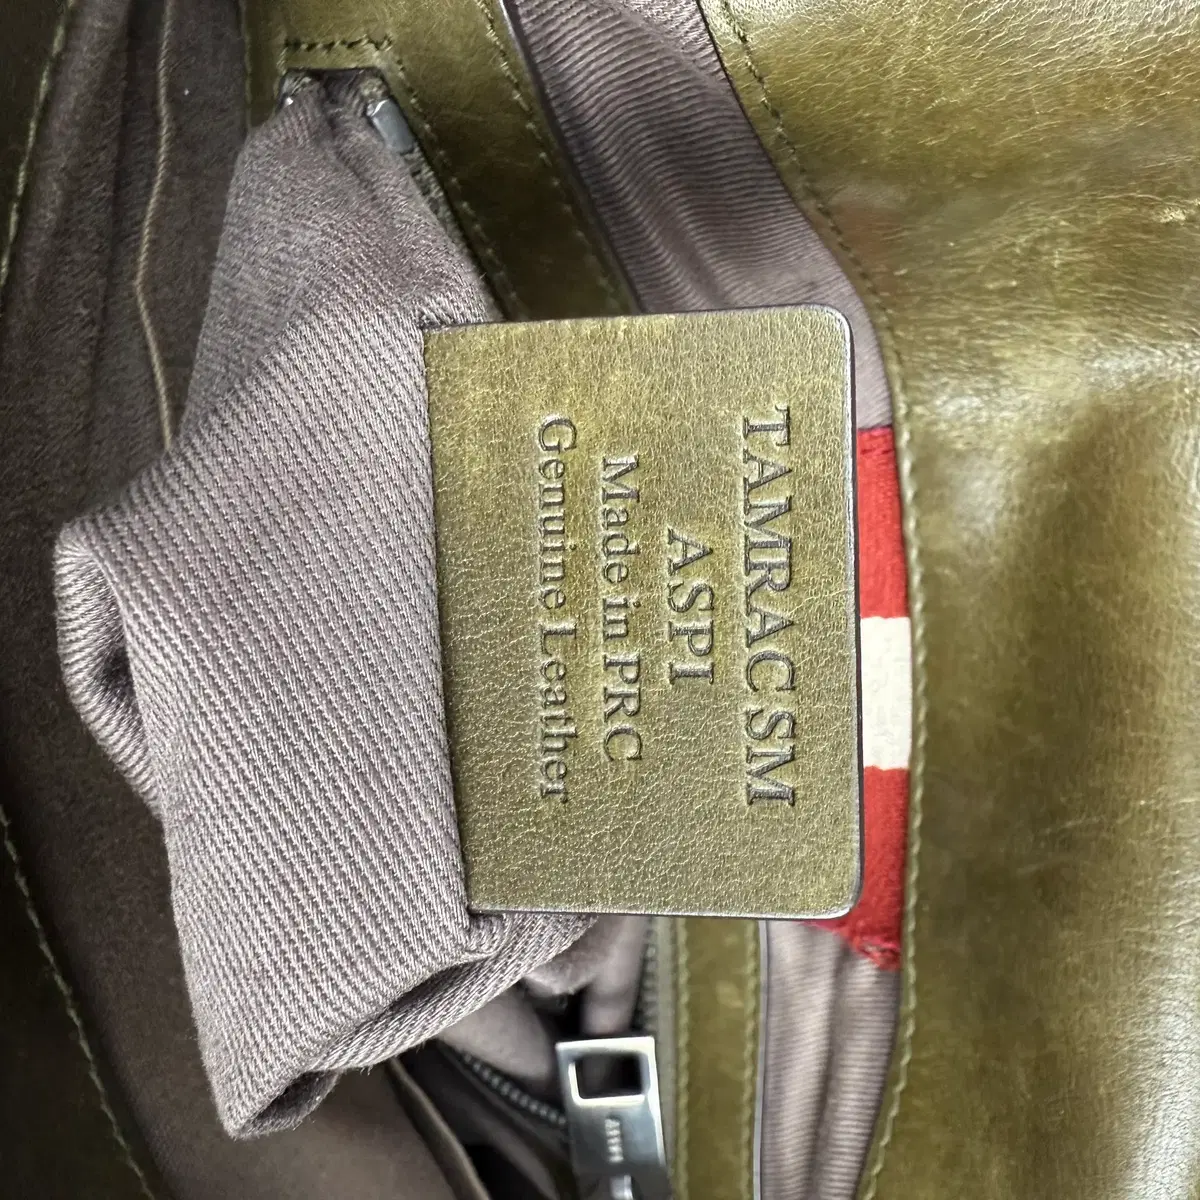 TAMRAC SM
ASPI
Made in PRC
Genuine Leather